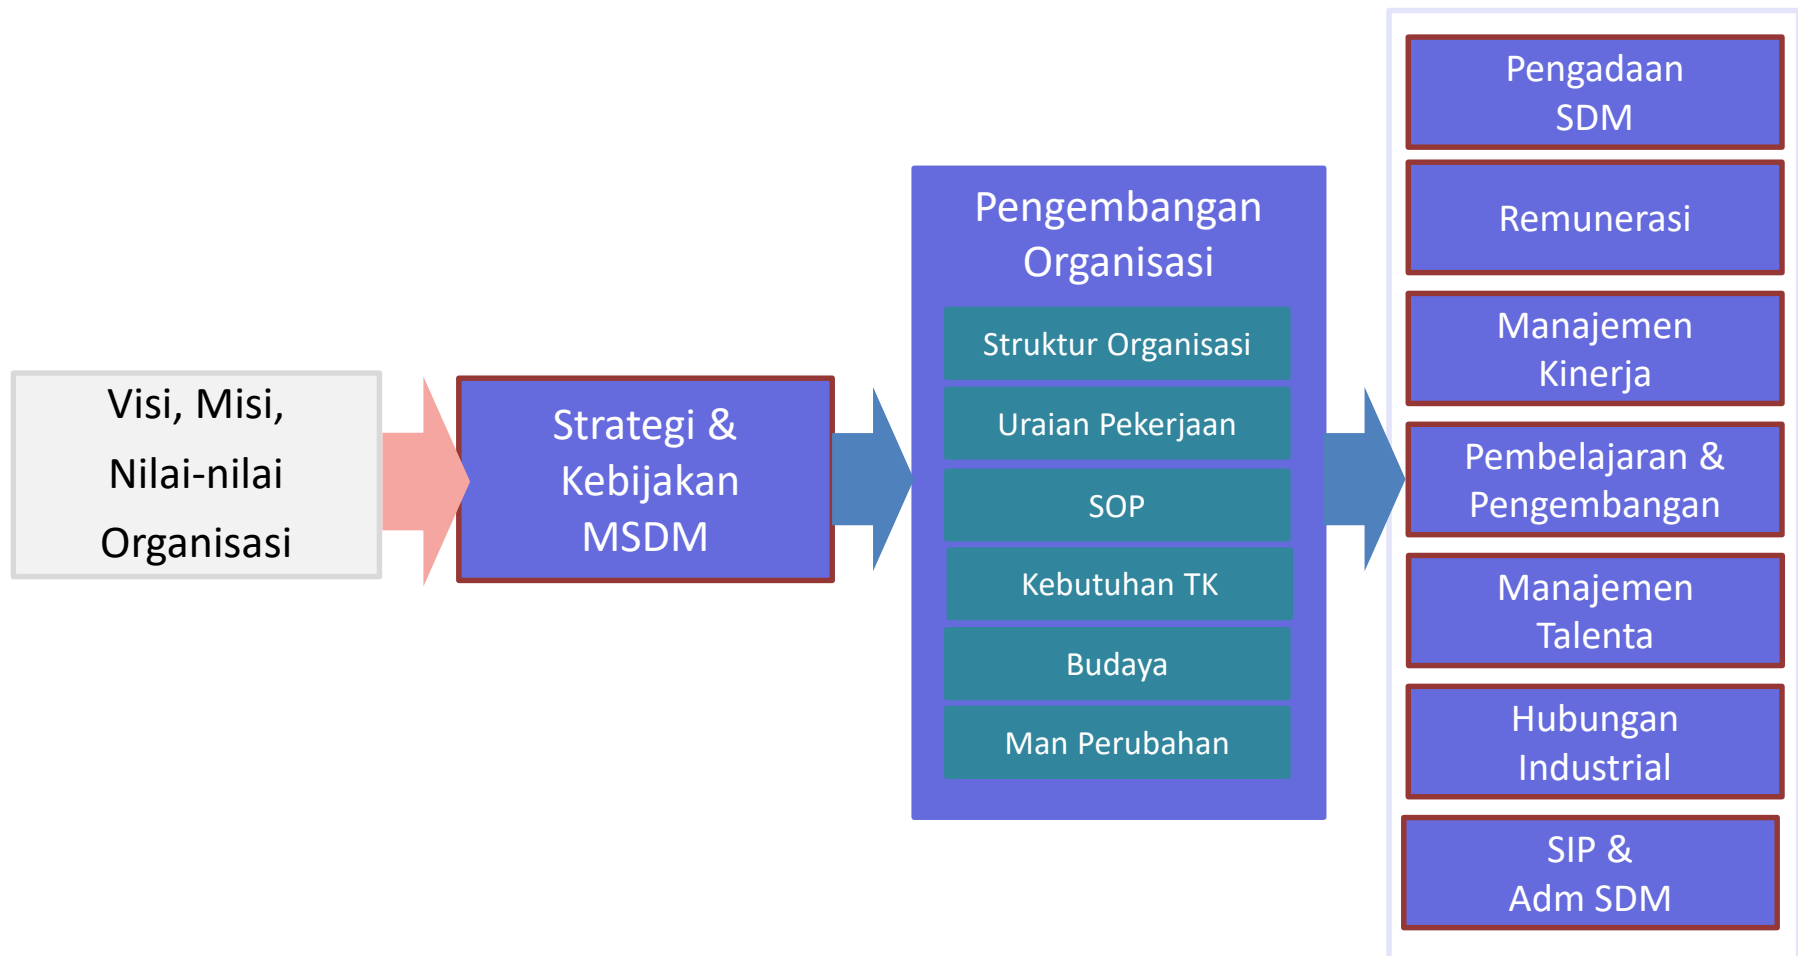 Visi, Misi,
Nilai-nilai
Organisasi
Strategi &
Kebijakan
MSDM
Pengembangan
Organisasi
Struktur Organisasi
Uraian Pekerjaan
SOP
Kebutuhan TK
Budaya
Man Perubahan
Pengadaan
SDM
Remunerasi
Manajemen
Kinerja
Pembelajaran &
Pengembangan
Manajemen
Talenta
Hubungan
Industrial
SIP &
Adm SDM